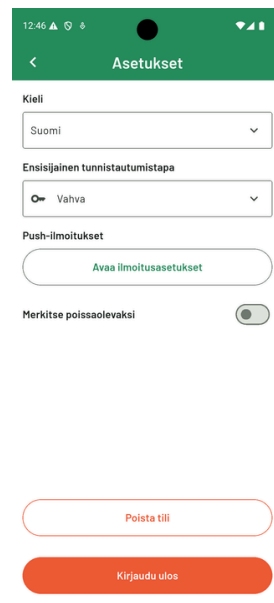 12:46
Asetukset
Kieli
Suomi
Ensisijainen tunnistautumistapa
Vahva
Push-ilmoitukset
Avaa ilmoitusasetukset
Merkitse poissaolevaksi
Poista tili
Kirjaudu ulos